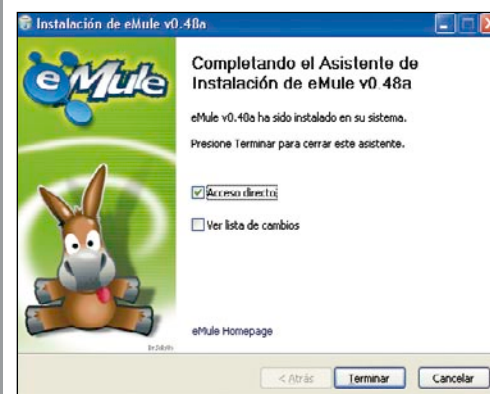 Instalación de eMule v0.48a
eMule
Completando el Asistente de
Instalación de eMule v0.48a
eMule v0.48a ha sido instalado en su sistema.
Presione Terminar para cerrar este asistente.
Acceso directo
Ver lista de cambios
eMule Homepage
< Atrás
Terminar
Cancelar